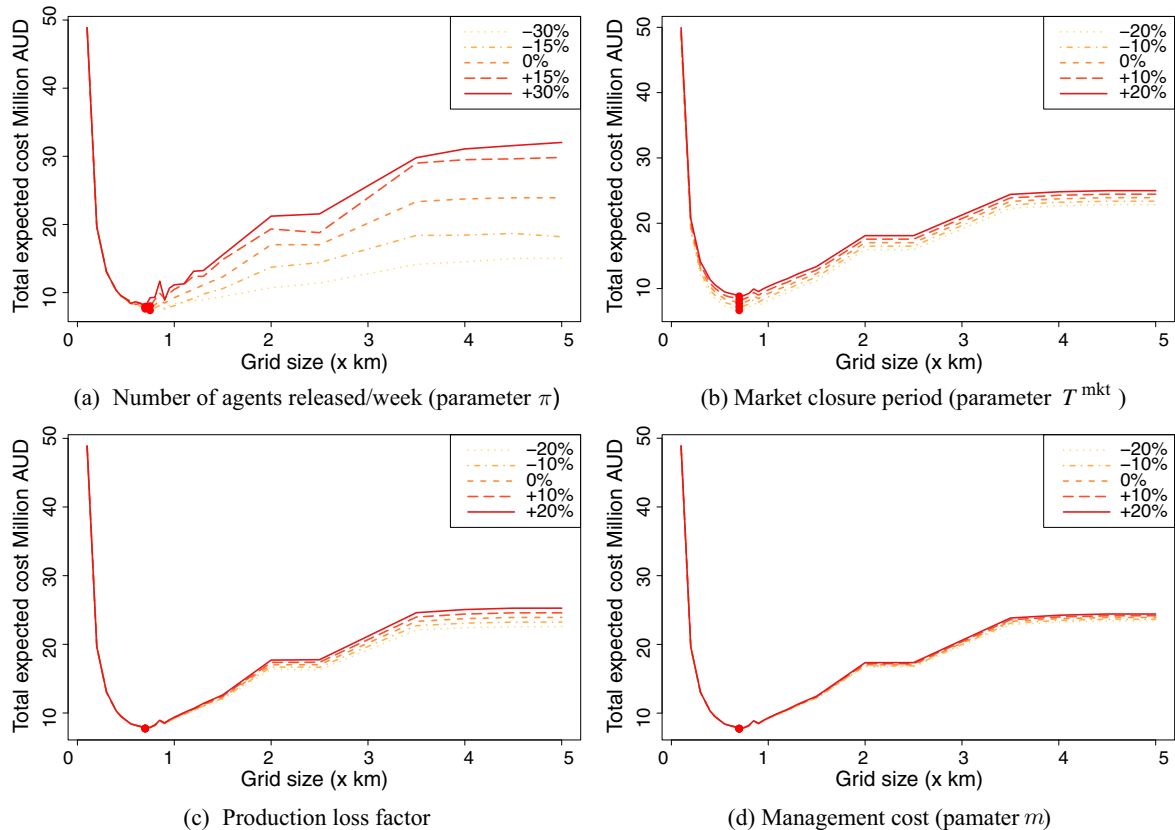 Total expected cost Million AUD
50
40
30
20
10
−30%
−15%
0%
+15%
+30%
0 1 2 3 4 5
Grid size (x km)
(a) Number of agents released/week (parameter π)
Total expected cost Million AUD
50
40
30
20
10
−20%
−10%
0%
+10%
+20%
0 1 2 3 4 5
Grid size (x km)
(b) Market closure period (parameter T mkt )
Total expected cost Million AUD
50
40
30
20
10
−20%
−10%
0%
+10%
+20%
0 1 2 3 4 5
Grid size (x km)
(c) Production loss factor
Total expected cost Million AUD
50
40
30
20
10
−20%
−10%
0%
+10%
+20%
0 1 2 3 4 5
Grid size (x km)
(d) Management cost (pamater m)